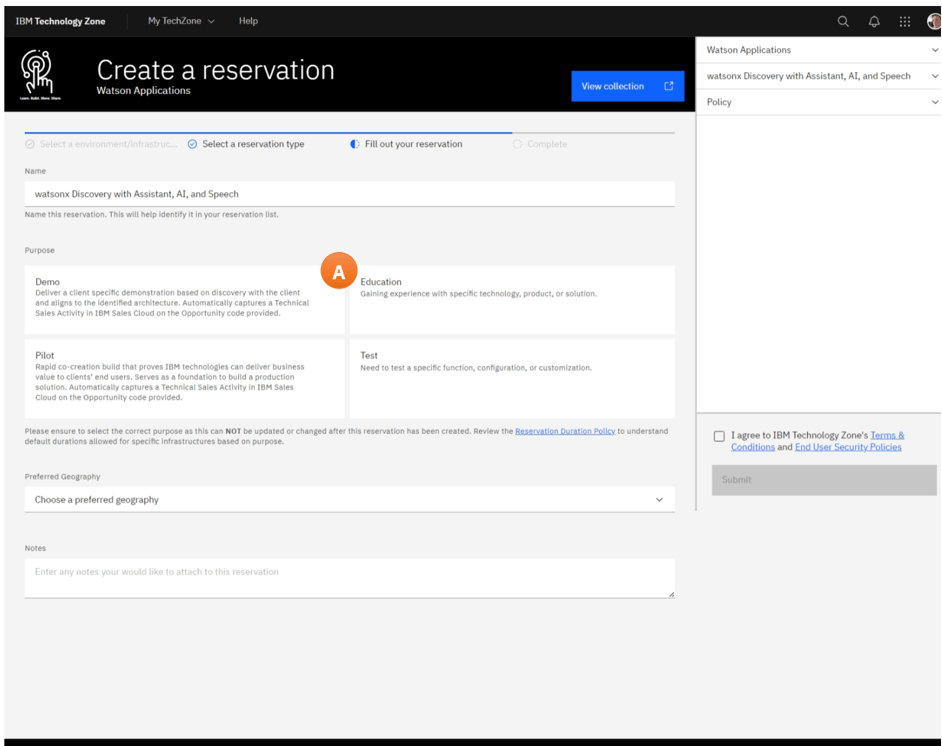 IBM Technology Zone
My TechZone
Help
Learn. Build. Show. Share.
Create a reservation
Watson Applications
View collection
Watson Applications
watsonx Discovery with Assistant, AI, and Speech
Policy
Select a environment/infrastruc...
Select a reservation type
Fill out your reservation
Complete
Name
watsonx Discovery with Assistant, AI, and Speech
Name this reservation. This will help identify it in your reservation list.
Purpose
A
Demo
Deliver a client specific demonstration based on discovery with the client
and aligns to the identified architecture. Automatically captures a Technical
Sales Activity in IBM Sales Cloud on the Opportunity code provided.
Education
Gaining experience with specific technology, product, or solution.
Pilot
Rapid co-creation build that proves IBM technologies can deliver business
value to clients' end users. Serves as a foundation to build a production
solution. Automatically captures a Technical Sales Activity in IBM Sales
Cloud on the Opportunity code provided.
Test
Need to test a specific function, configuration, or customization.
Please ensure to select the correct purpose as this can NOT be updated or changed after this reservation has been created. Review the Reservation Duration Policy to understand
default durations allowed for specific infrastructures based on purpose.
Preferred Geography
Choose a preferred geography
Notes
Enter any notes your would like to attach to this reservation
I agree to IBM Technology Zone's Terms &
Conditions and End User Security Policies
Submit